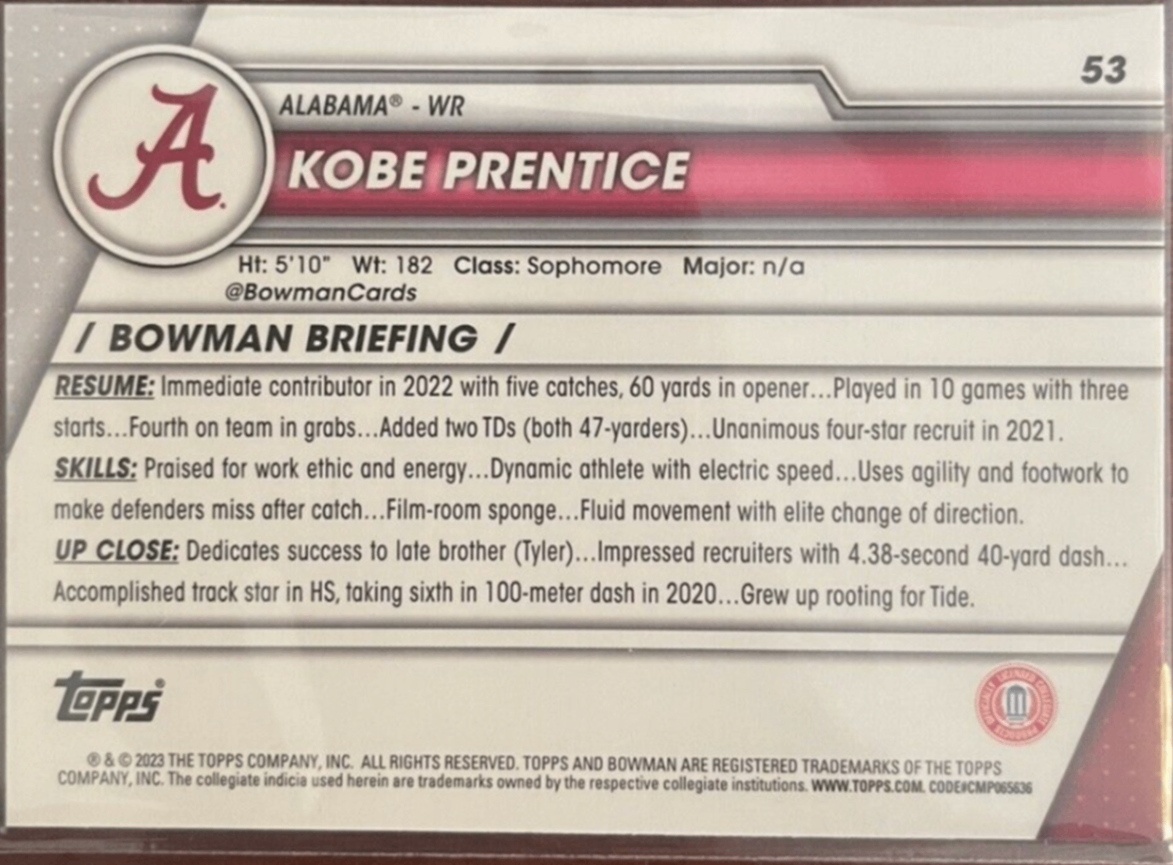 53
ALABAMA® - WR
A
KOBE PRENTICE
Ht: 5'10" Wt: 182 Class: Sophomore Major: n/a
@BowmanCards
/ BOWMAN BRIEFING /
RESUME: Immediate contributor in 2022 with five catches, 60 yards in opener...Played in 10 games with three
starts...Fourth on team in grabs...Added two TDs (both 47-yarders)...Unanimous four-star recruit in 2021.
SKILLS: Praised for work ethic and energy...Dynamic athlete with electric speed...Uses agility and footwork to
make defenders miss after catch...Film-room sponge...Fluid movement with elite change of direction.
UP CLOSE: Dedicates success to late brother (Tyler)...Impressed recruiters with 4.38-second 40-yard dash...
Accomplished track star in HS, taking sixth in 100-meter dash in 2020...Grew up rooting for Tide.
Topps®
OFFICIALLY LICENSED COLLEGIATE PRODUCTS
® & © 2023 THE TOPPS COMPANY, INC. ALL RIGHTS RESERVED. TOPPS AND BOWMAN ARE REGISTERED TRADEMARKS OF THE TOPPS
COMPANY, INC. The collegiate indicia used herein are trademarks owned by the respective collegiate institutions. WWW.TOPPS.COM. CODE#CMP065636